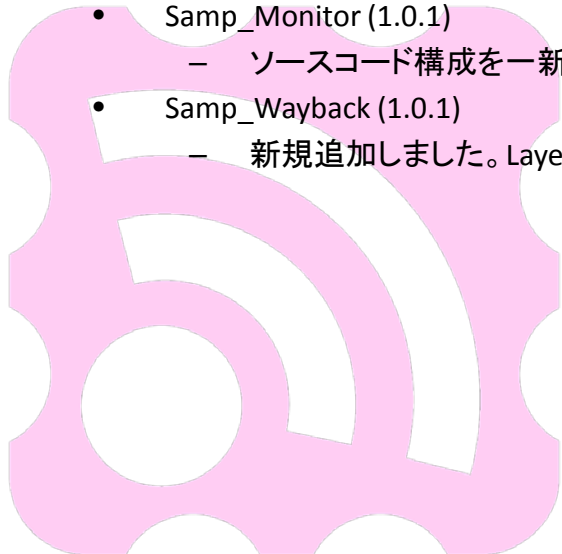 • Samp_Monitor (1.0.1)
– ソースコード構成を一新
• Samp_Wayback (1.0.1)
– 新規追加しました。Laye